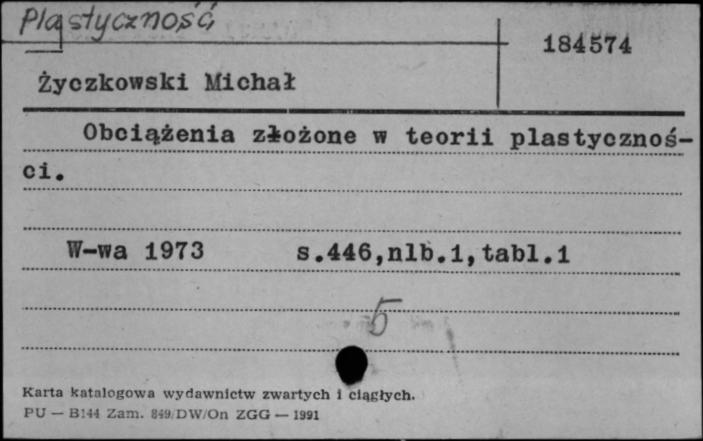 Plastyczność
184574
Życzkowski Michał
Obciążenia złożone w teorii plastycznoś-
ci.
W-wa 1973 s.446,nlb.1,tabl.1
5
Karta katalogowa wydawnictw zwartych i ciągłych.
PU — B144 Zam. 849/DW/On ZGG — 1991